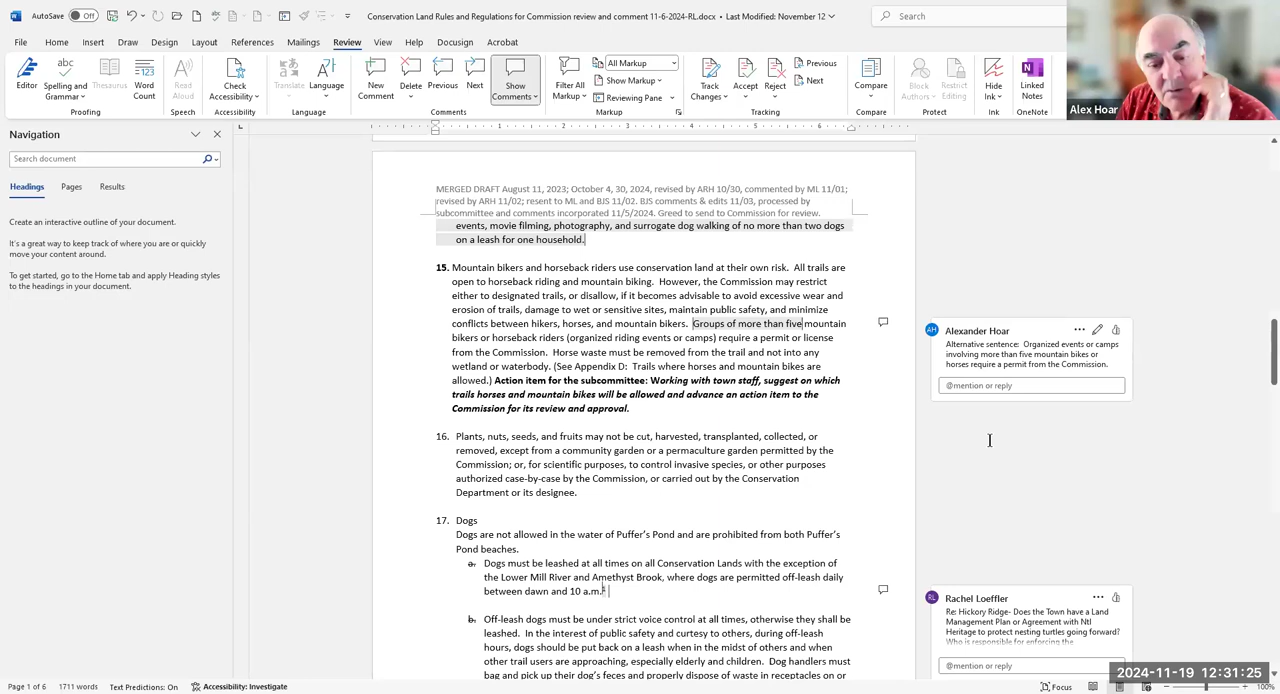 AutoSave Off
Conservation Land Rules and Regulations for Commission review and comment 11-6-2024-RL.docx • Last Modified: November 12
Search
File Home Insert Draw Design Layout References Mailings Review View Help Docusign Acrobat
Editor
Spelling and Grammar
Thesaurus
Word Count
Read Aloud
Check Accessibility
Translate
Language
New Comment
Delete
Previous
Next
Show Comments
Filter All Markup
All Markup
Show Markup
Reviewing Pane
Track Changes
Accept
Reject
Previous
Next
Compare
Block Authors
Restrict Editing
Hide Ink
Linked Notes
Proofing Speech Accessibility Language Comments Markup Tracking Compare Protect Ink OneNote
Alex Hoar
Navigation
Search document
Headings Pages Results
Create an interactive outline of your document.
It's a great way to keep track of where you are or quickly
move your content around.
To get started, go to the Home tab and apply Heading styles
to the headings in your document.
1 2 3 4 5 6
MERGED DRAFT August 11, 2023; October 4, 30, 2024, revised by ARH 10/30, commented by ML 11/01;
revised by ARH 11/02; resent to ML and BJS 11/02. BJS comments & edits 11/03, processed by
subcommittee and comments incorporated 11/5/2024. Greed to send to Commission for review.
events, movie filming, photography, and surrogate dog walking of no more than two dogs
on a leash for one household.
15. Mountain bikers and horseback riders use conservation land at their own risk. All trails are
open to horseback riding and mountain biking. However, the Commission may restrict
either to designated trails, or disallow, if it becomes advisable to avoid excessive wear and
erosion of trails, damage to wet or sensitive sites, maintain public safety, and minimize
conflicts between hikers, horses, and mountain bikers. Groups of more than five mountain
bikers or horseback riders (organized riding events or camps) require a permit or license
from the Commission. Horse waste must be removed from the trail and not into any
wetland or waterbody. (See Appendix D: Trails where horses and mountain bikes are
allowed.) Action item for the subcommittee: Working with town staff, suggest on which
trails horses and mountain bikes will be allowed and advance an action item to the
Commission for its review and approval.
16. Plants, nuts, seeds, and fruits may not be cut, harvested, transplanted, collected, or
removed, except from a community garden or a permaculture garden permitted by the
Commission; or, for scientific purposes, to control invasive species, or other purposes
authorized case-by-case by the Commission, or carried out by the Conservation
Department or its designee.
17. Dogs
Dogs are not allowed in the water of Puffer's Pond and are prohibited from both Puffer's
Pond beaches.
a. Dogs must be leashed at all times on all Conservation Lands with the exception of
the Lower Mill River and Amethyst Brook, where dogs are permitted off-leash daily
between dawn and 10 a.m.
b. Off-leash dogs must be under strict voice control at all times, otherwise they shall be
leashed. In the interest of public safety and curtesy to others, during off-leash
hours, dogs should be put back on a leash when in the midst of others and when
other trail users are approaching, especially elderly and children. Dog handlers must
bag and pick up their dog's feces and properly dispose of waste in receptacles on or
AH Alexander Hoar
Alternative sentence: Organized events or camps
involving more than five mountain bikes or
horses require a permit from the Commission.
@mention or reply
RL Rachel Loeffler
Re: Hickory Ridge- Does the Town have a Land
Management Plan or Agreement with Ntl
Heritage to protect nesting turtles going forward?
Who is responsible for enforcing the
@mention or reply
2024-11-19 12:31:25
Page 1 of 6 1711 words Text Predictions: On Accessibility: Investigate
Focus
100%